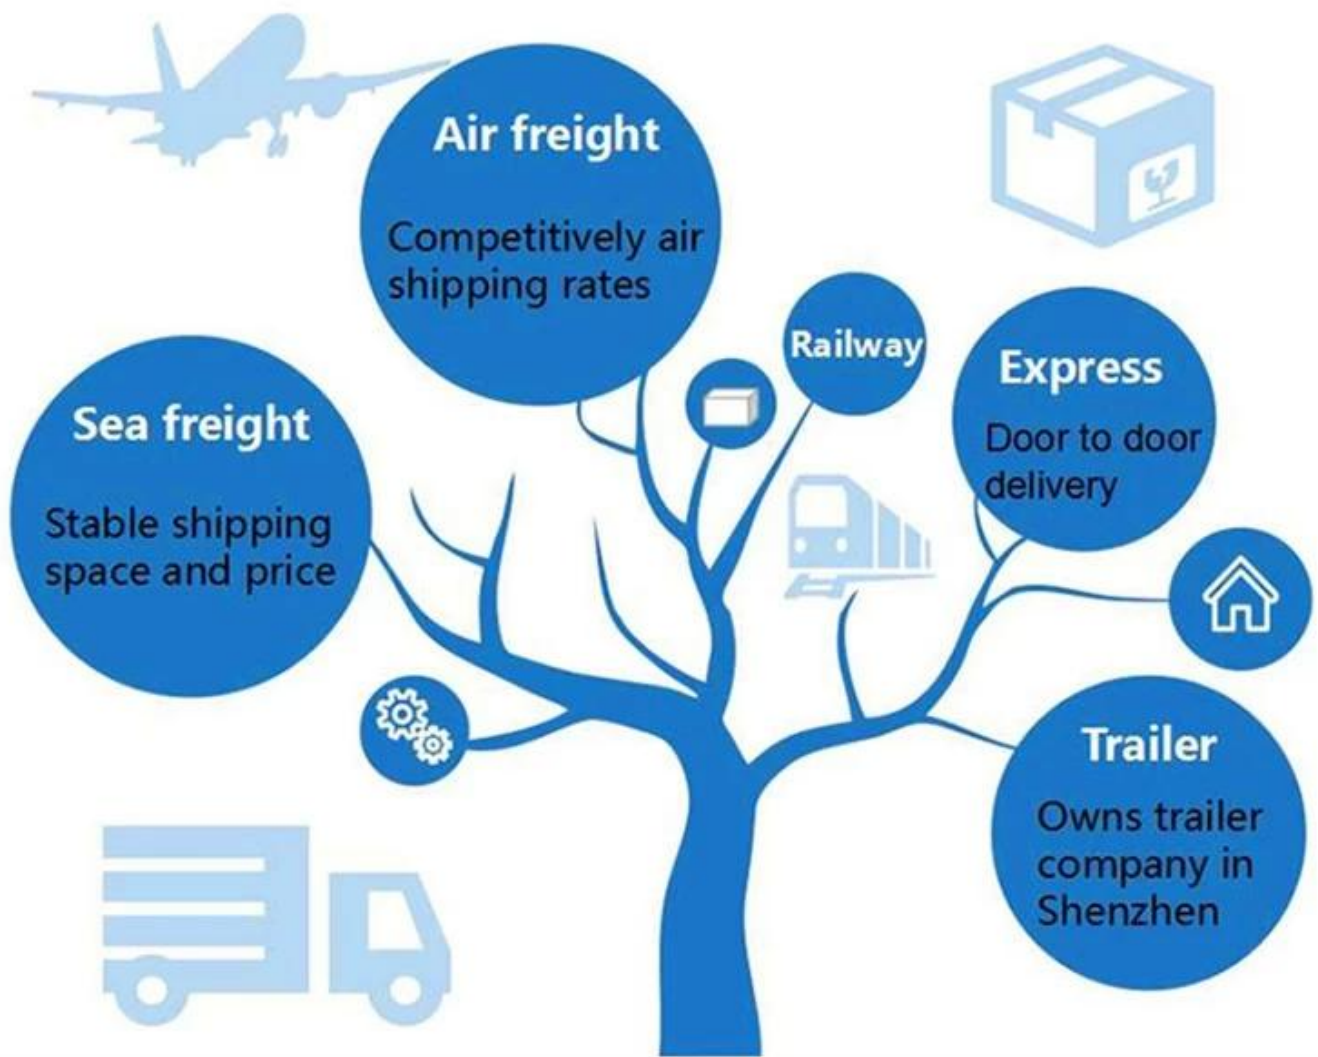 Air freight
Competitively air
shipping rates
Railway
Express
Door to door
delivery
Sea freight
Stable shipping
space and price
Trailer
Owns trailer
company in
Shenzhen